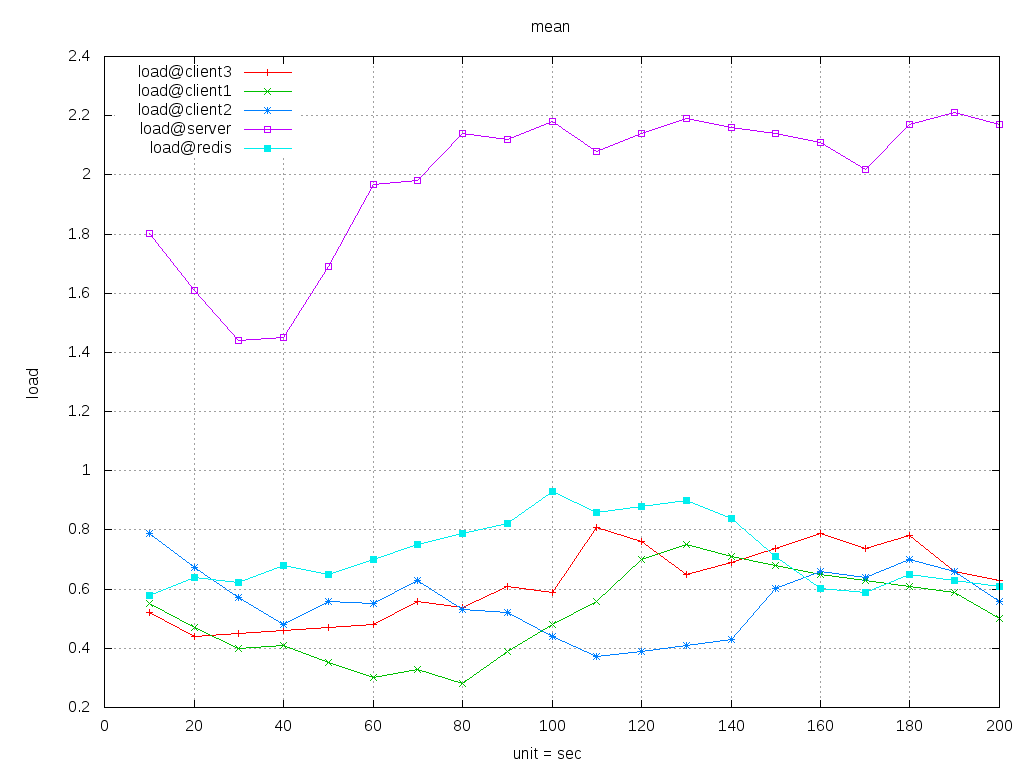 mean
2.4
load@client3
load@client1
2.2
load@client2
load@server
load@redis
2
1.8
1.6
1.4
load
1.2
1
0.8
0.6
0.4
0.2
0 20 40 60 80 100 120 140 160 180 200
unit = sec